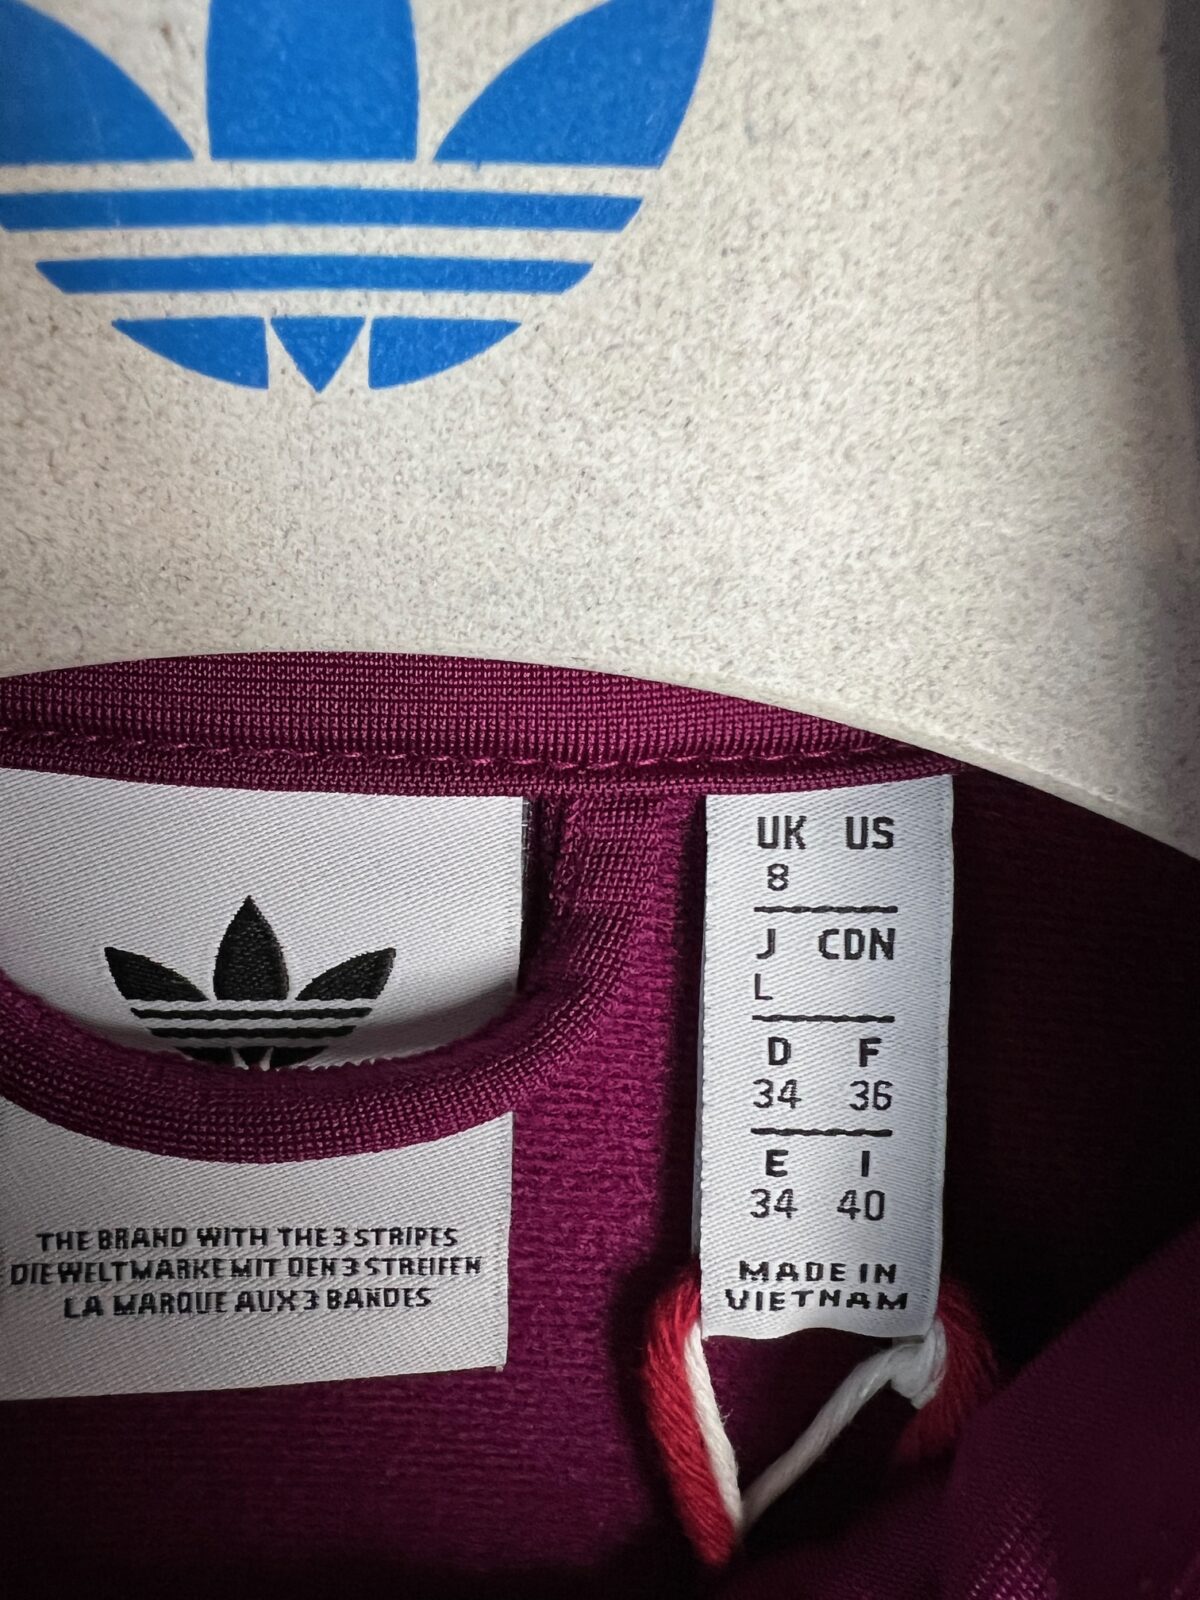 THE BRAND WITH THE 3 STRIPES
DIE WELTMARKE MIT DEN 3 STREIFEN
LA MARQUE AUX 3 BANDES
UK US
8
J CDN
L
D F
34 36
E I
34 40
MADE IN
VIETNAM